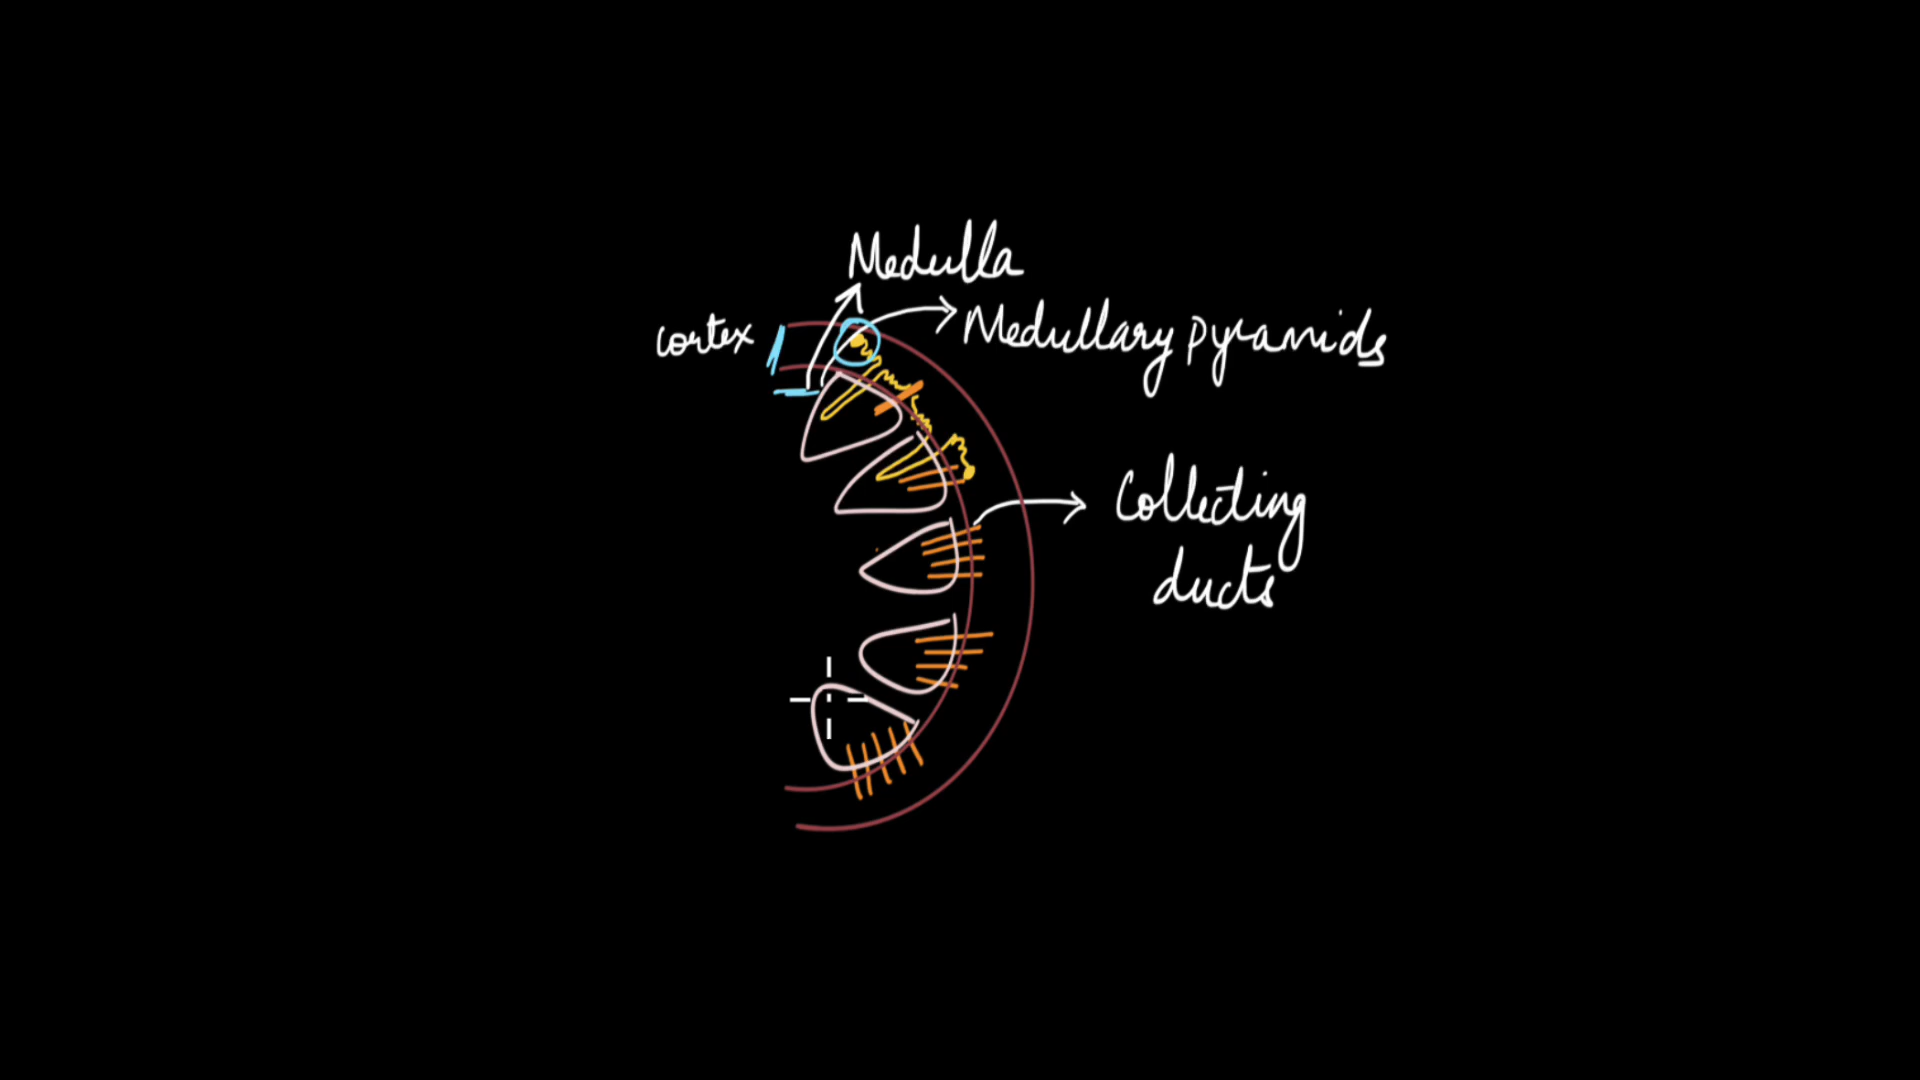 Medulla
cortex
Medullary pyramids
Collecting
ducts